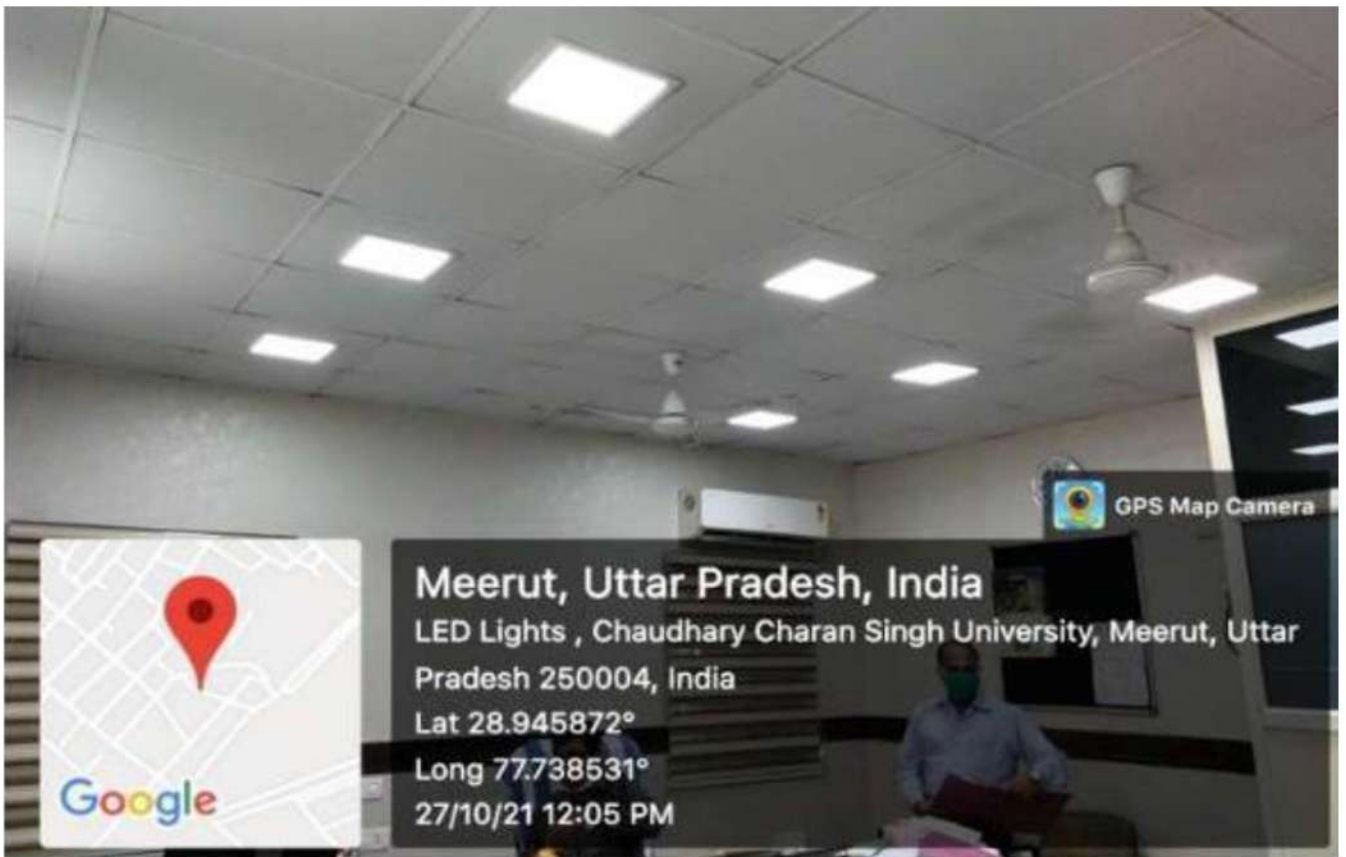 GPS Map Camera
Meerut, Uttar Pradesh, India
LED Lights , Chaudhary Charan Singh University, Meerut, Uttar
Pradesh 250004, India
Lat 28.945872°
Long 77.738531°
27/10/21 12:05 PM
Google